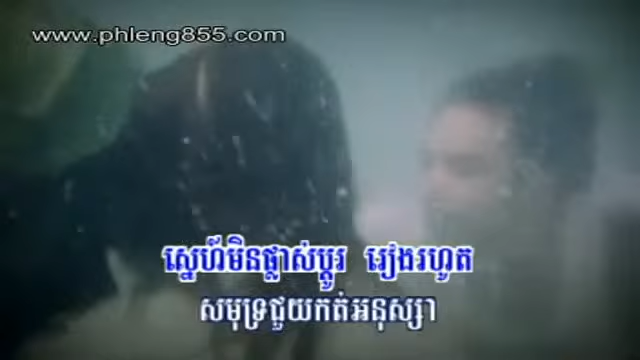 www.phleng855.com
ស្នេហ៍មិនផ្លាស់ប្ដូរ រៀងរហូត
សមុទ្រជួយកត់អនុស្សា